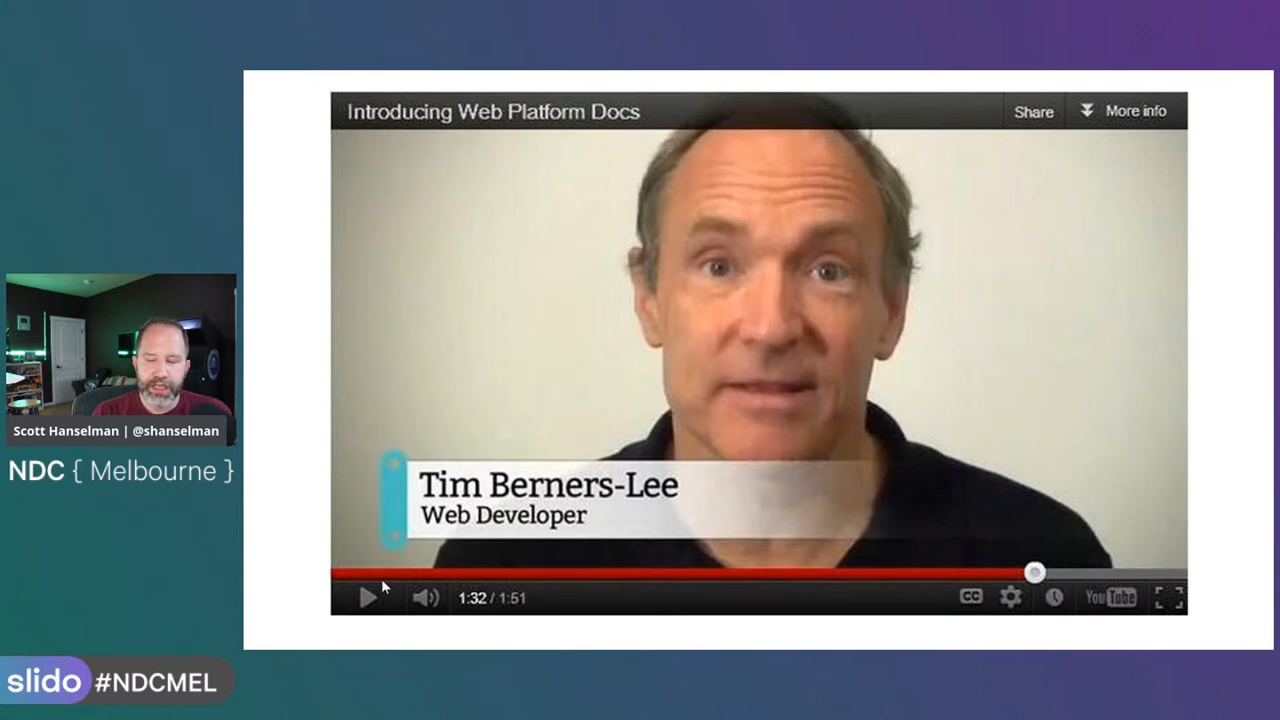 Introducing Web Platform Docs
Share
More info
Tim Berners-Lee
Web Developer
1:32 / 1:51
CC
YouTube
Scott Hanselman | @shanselman
NDC { Melbourne }
slido #NDCMEL